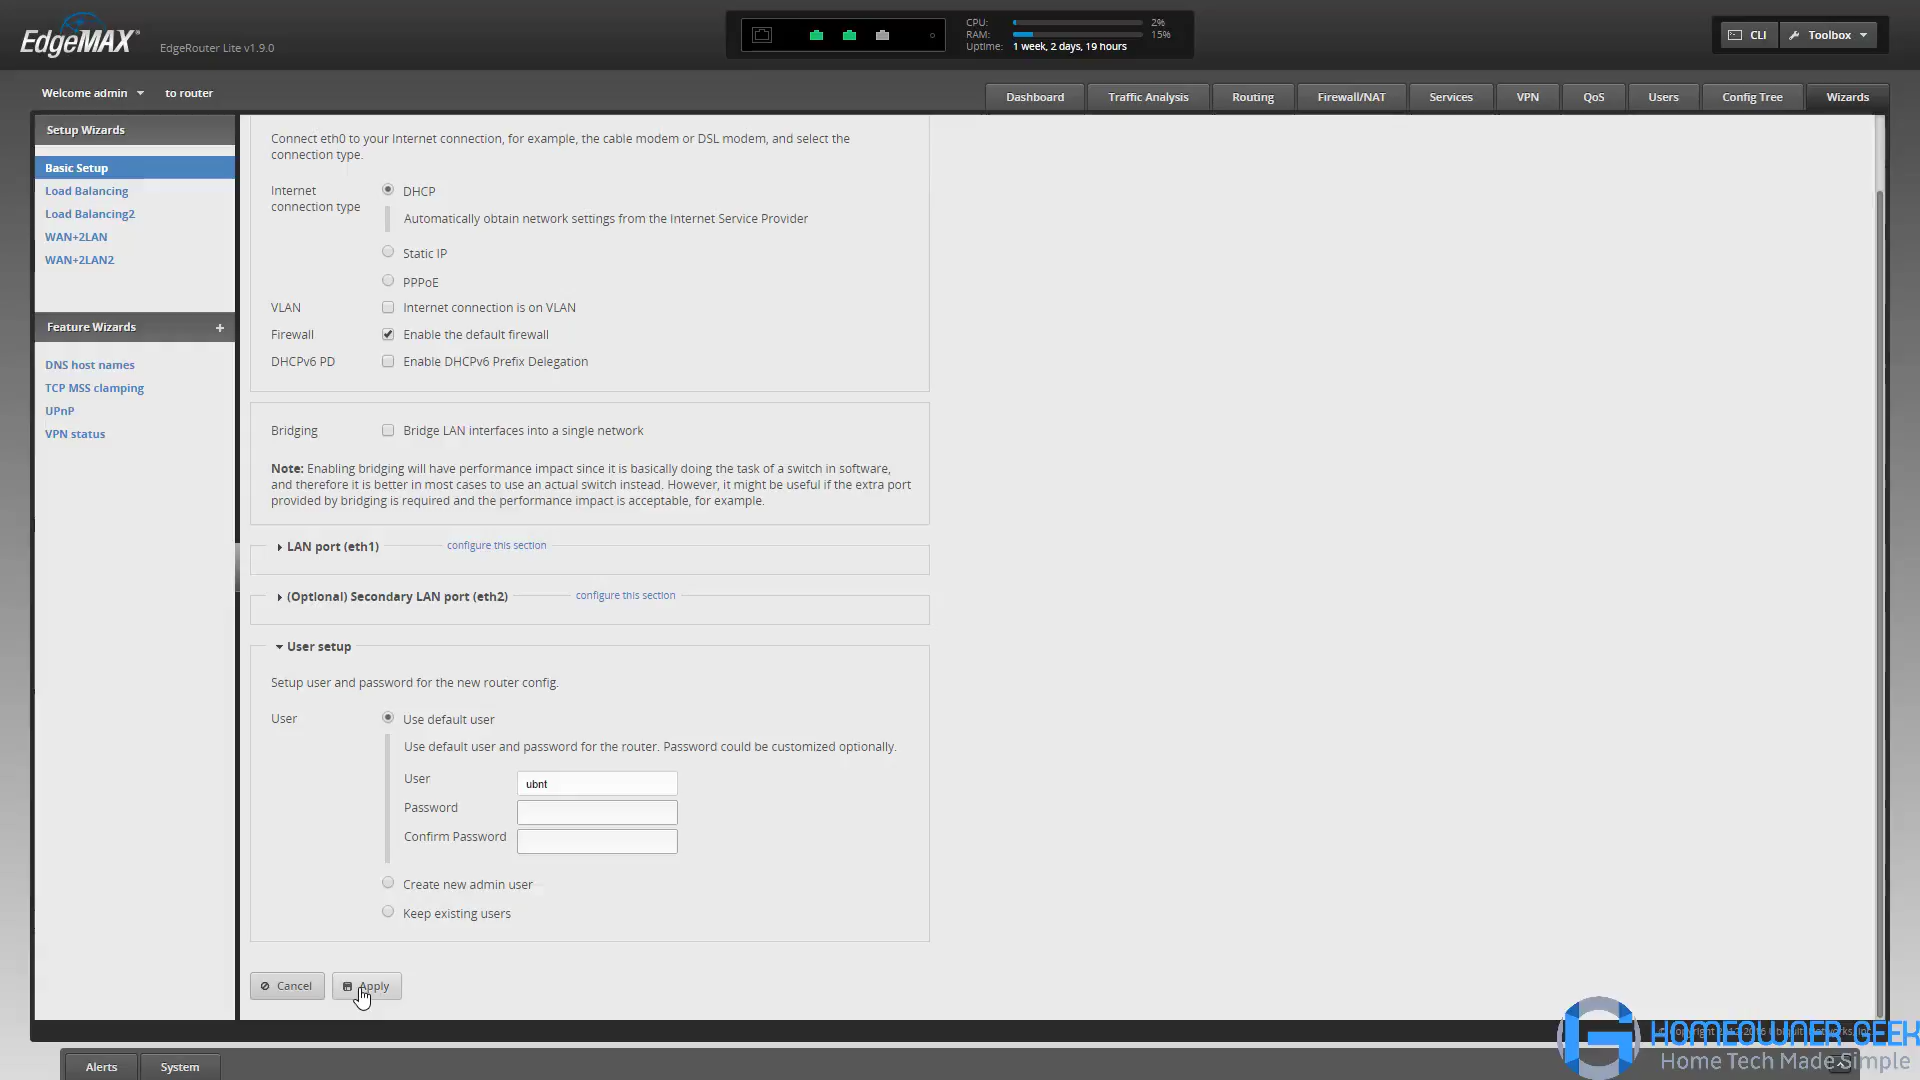 EdgeMAX
EdgeRouter Lite v1.9.0
CPU: 2%
RAM: 15%
Uptime: 1 week, 2 days, 19 hours
CLI
Toolbox
Welcome admin
to router
Dashboard
Traffic Analysis
Routing
Firewall/NAT
Services
VPN
QoS
Users
Config Tree
Wizards
Setup Wizards
Basic Setup
Load Balancing
Load Balancing2
WAN+2LAN
WAN+2LAN2
Feature Wizards +
DNS host names
TCP MSS clamping
UPnP
VPN status
Connect eth0 to your Internet connection, for example, the cable modem or DSL modem, and select the
connection type.
Internet
connection type
DHCP
Automatically obtain network settings from the Internet Service Provider
Static IP
PPPoE
VLAN Internet connection is on VLAN
Firewall Enable the default firewall
DHCPv6 PD Enable DHCPv6 Prefix Delegation
Bridging Bridge LAN interfaces into a single network
Note: Enabling bridging will have performance impact since it is basically doing the task of a switch in software,
and therefore it is better in most cases to use an actual switch instead. However, it might be useful if the extra port
provided by bridging is required and the performance impact is acceptable, for example.
LAN port (eth1) configure this section
(Optional) Secondary LAN port (eth2) configure this section
User setup
Setup user and password for the new router config.
User Use default user
Use default user and password for the router. Password could be customized optionally.
User ubnt
Password
Confirm Password
Create new admin user
Keep existing users
Cancel
Apply
HOMEOWNER GEEK
Home Tech Made Simple
Alerts
System